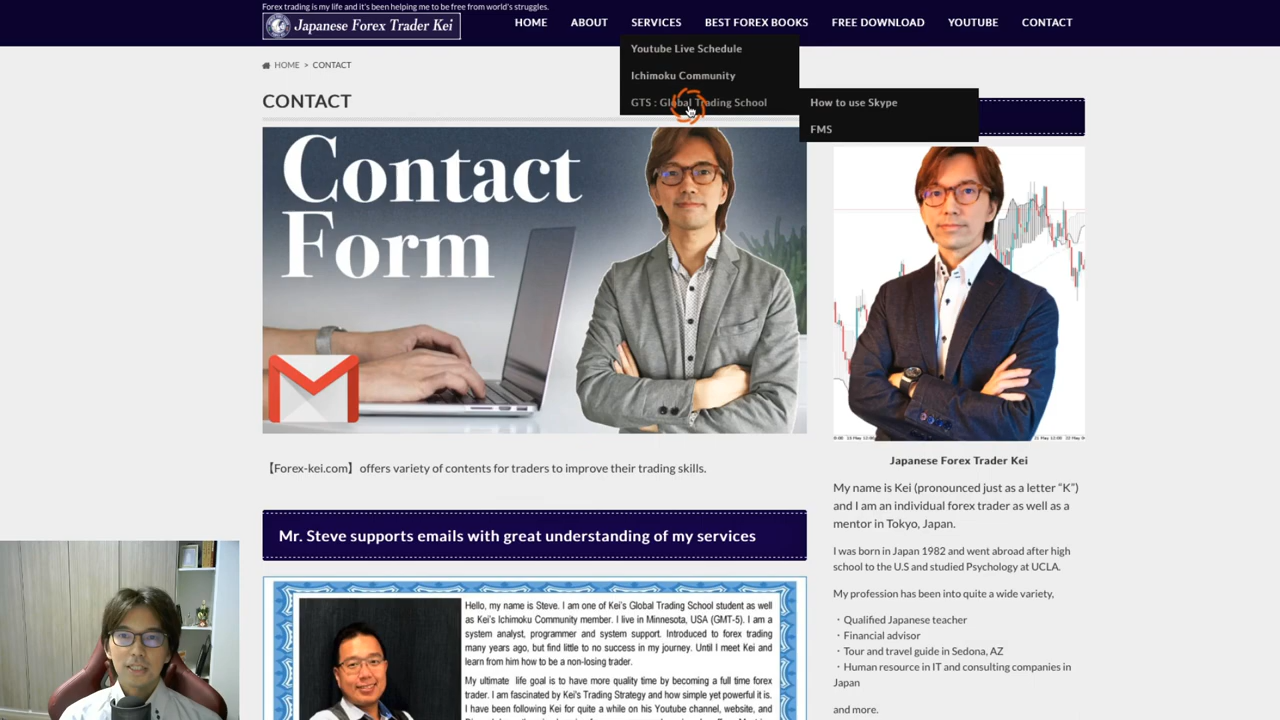 Forex trading is my life and it's been helping me to be free from world's struggles.
Japanese Forex Trader Kei
HOME
ABOUT
SERVICES
BEST FOREX BOOKS
FREE DOWNLOAD
YOUTUBE
CONTACT
Youtube Live Schedule
Ichimoku Community
GTS : Global Trading School
How to use Skype
FMS
HOME > CONTACT
CONTACT
Contact
Form
【Forex-kei.com】offers variety of contents for traders to improve their trading skills.
Mr. Steve supports emails with great understanding of my services
Hello, my name is Steve. I am one of Kei's Global Trading School student as well
as Kei's Ichimoku Community member. I live in Minnesota, USA (GMT-5). I am a
system analyst, programmer and system support. Introduced to forex trading
many years ago, but find little to no success in my journey. Until I meet Kei and
learn from him how to be a non-losing trader.
My ultimate life goal is to have more quality time by becoming a full time forex
trader. I am fascinated by Kei's Trading Strategy and how simple yet powerful it is.
I have been following Kei for quite a while on his Youtube channel, website, and
Japanese Forex Trader Kei
My name is Kei (pronounced just as a letter “K”)
and I am an individual forex trader as well as a
mentor in Tokyo, Japan.
I was born in Japan 1982 and went abroad after high
school to the U.S and studied Psychology at UCLA.
My profession has been into quite a wide variety,
・Qualified Japanese teacher
・Financial advisor
・Tour and travel guide in Sedona, AZ
・Human resource in IT and consulting companies in
Japan
and more.